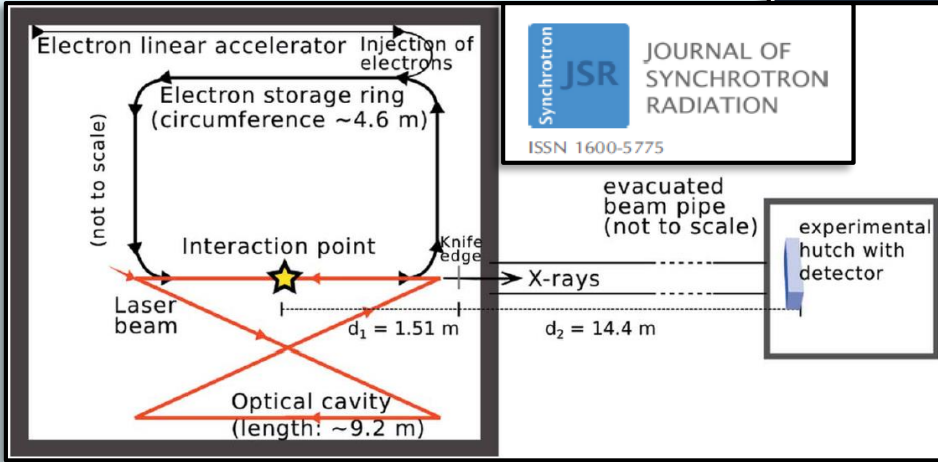 Electron linear accelerator
Injection of
electrons
Electron storage ring
(circumference ~4.6 m)
(not to scale)
Interaction point
Knife
edge
X-rays
Laser
beam
d₁ = 1.51 m
Optical cavity
(length: ~9.2 m)
Synchrotron
JSR
JOURNAL OF
SYNCHROTRON
RADIATION
ISSN 1600-5775
evacuated
beam pipe
(not to scale)
d₂ = 14.4 m
experimental
hutch with
detector